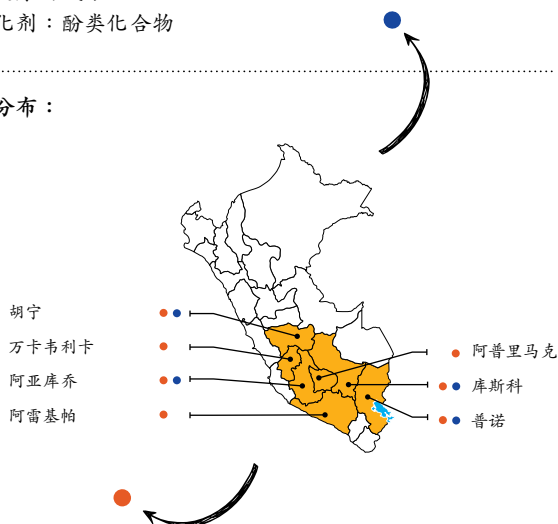 化剂：酚类化合物
分布：
胡宁
万卡韦利卡
阿亚库乔
阿雷基帕
阿普里马克
库斯科
普诺